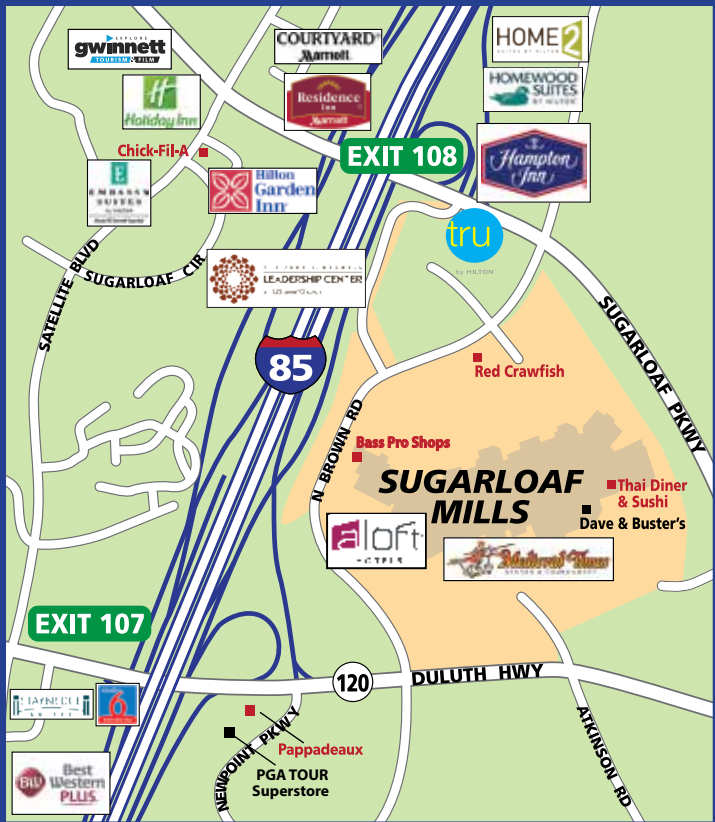 EXPLORE
gwinnett
TOURISM & FILM
COURTYARD®
Marriott
HOME2
SUITES BY HILTON
Holiday Inn
Residence
Inn
Marriott
HOMEWOOD
SUITES
BY HILTON
Chick-Fil-A
EXIT 108
Hampton
Inn
EMBASSY
SUITES
Hilton
Garden
Inn
tru
by HILTON
SATELLITE BLVD
SUGARLOAF CIR
LEADERSHIP CENTER
SUGARLOAF PKWY
85
Red Crawfish
N BROWN RD
Bass Pro Shops
SUGARLOAF
MILLS
Thai Diner
& Sushi
Dave & Buster's
aloft
HOTELS
Medieval Times
EXIT 107
120
DULUTH HWY
6
ATKINSON RD
NEWPOINT PKWY
Pappadeaux
PGA TOUR
Superstore
BW
Best
Western
PLUS